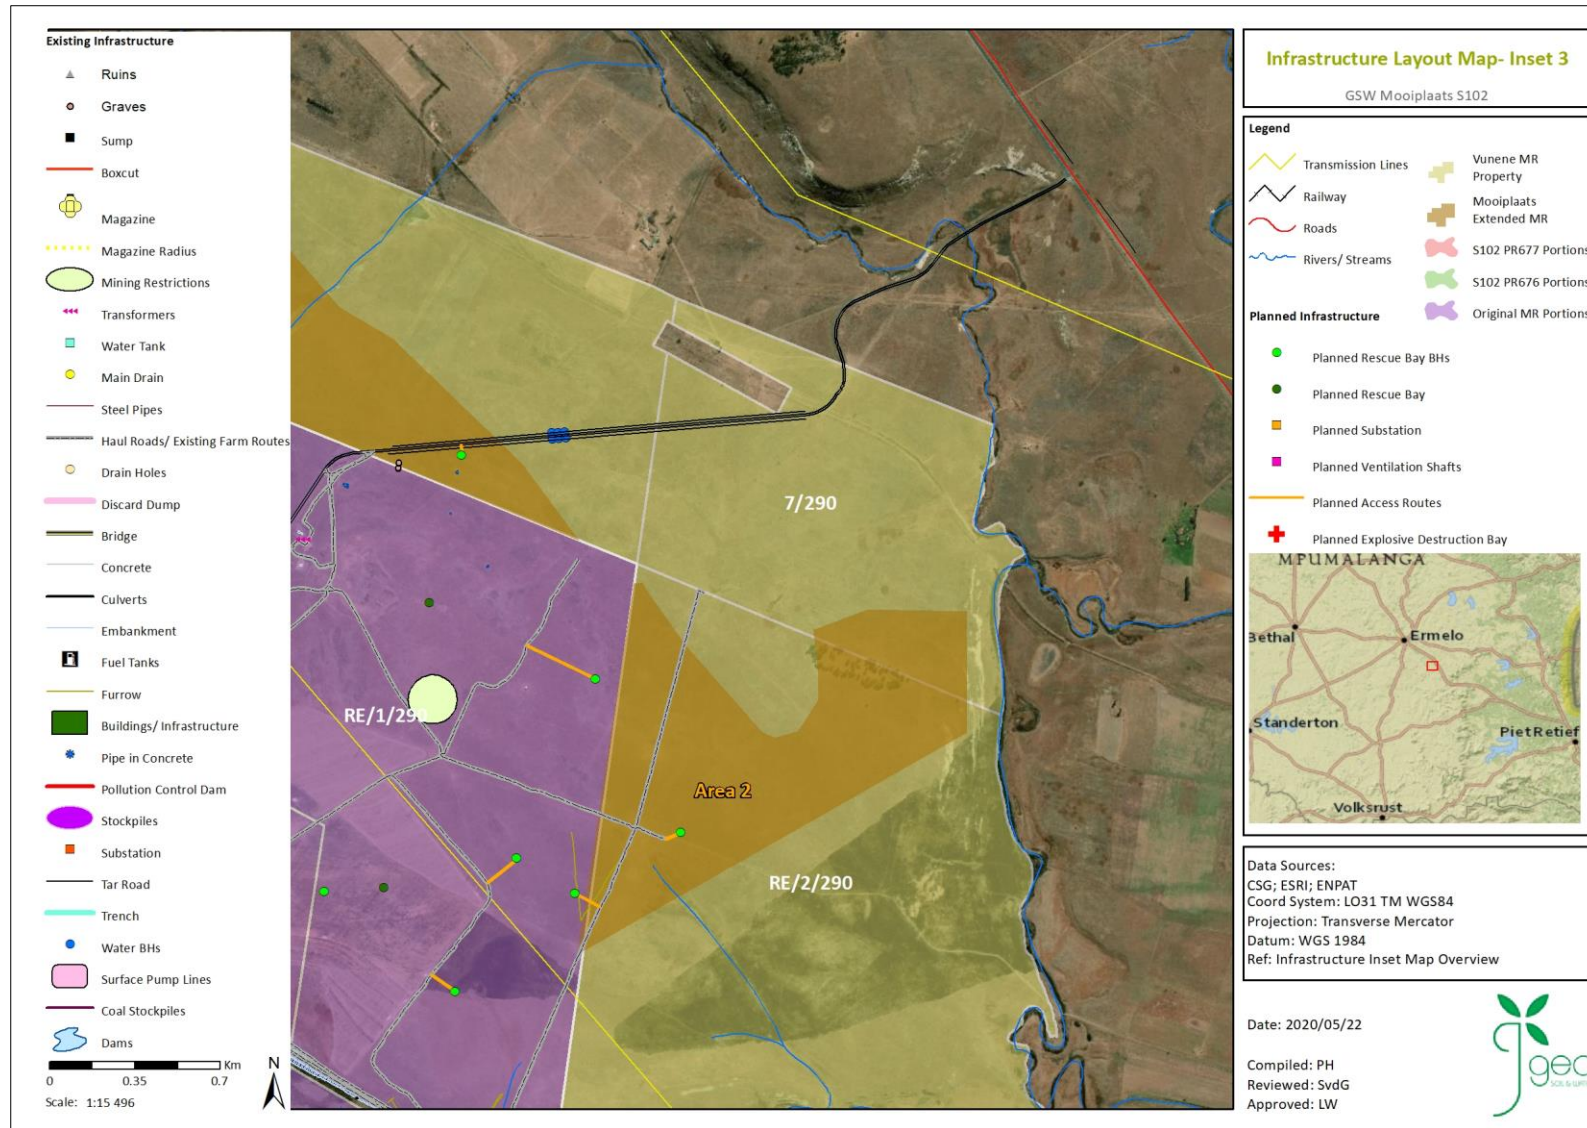 Existing Infrastructure
Ruins
Graves
Sump
Boxcut
Magazine
Magazine Radius
Mining Restrictions
Transformers
Water Tank
Main Drain
Steel Pipes
Haul Roads/ Existing Farm Routes
Drain Holes
Discard Dump
Bridge
Concrete
Culverts
Embankment
Fuel Tanks
Furrow
Buildings/ Infrastructure
Pipe in Concrete
Pollution Control Dam
Stockpiles
Substation
Tar Road
Trench
Water BHs
Surface Pump Lines
Coal Stockpiles
Dams
Km
0 0.35 0.7
Scale: 1:15 496
N
7/290
RE/1/290
Area 2
RE/2/290
Infrastructure Layout Map- Inset 3
GSW Mooiplaats S102
Legend
Transmission Lines
Railway
Roads
Rivers/ Streams
Vunene MR
Property
Mooiplaats
Extended MR
S102 PR677 Portions
S102 PR676 Portions
Original MR Portions
Planned Infrastructure
Planned Rescue Bay BHs
Planned Rescue Bay
Planned Substation
Planned Ventilation Shafts
Planned Access Routes
Planned Explosive Destruction Bay
MPUMALANGA
Bethal
Ermelo
Standerton
Piet Retief
Volksrust
Data Sources:
CSG; ESRI; ENPAT
Coord System: LO31 TM WGS84
Projection: Transverse Mercator
Datum: WGS 1984
Ref: Infrastructure Inset Map Overview
Date: 2020/05/22
Compiled: PH
Reviewed: SvdG
Approved: LW
geo